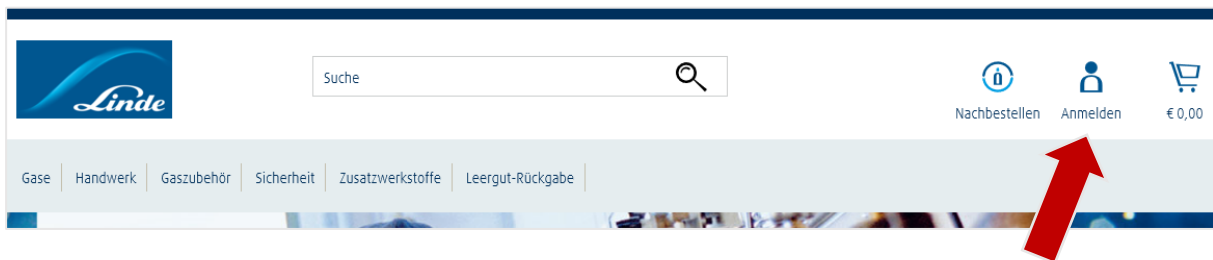 Linde
Suche
Nachbestellen Anmelden € 0,00
Gase Handwerk Gaszubehör Sicherheit Zusatzwerkstoffe Leergut-Rückgabe